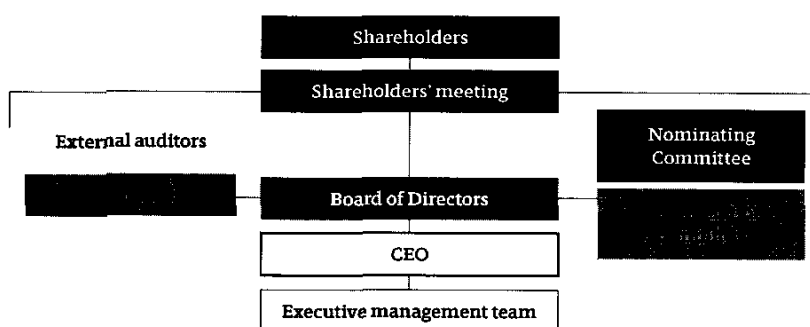 Shareholders
Shareholders' meeting
External auditors
Nominating
Committee
Board of Directors
CEO
Executive management team